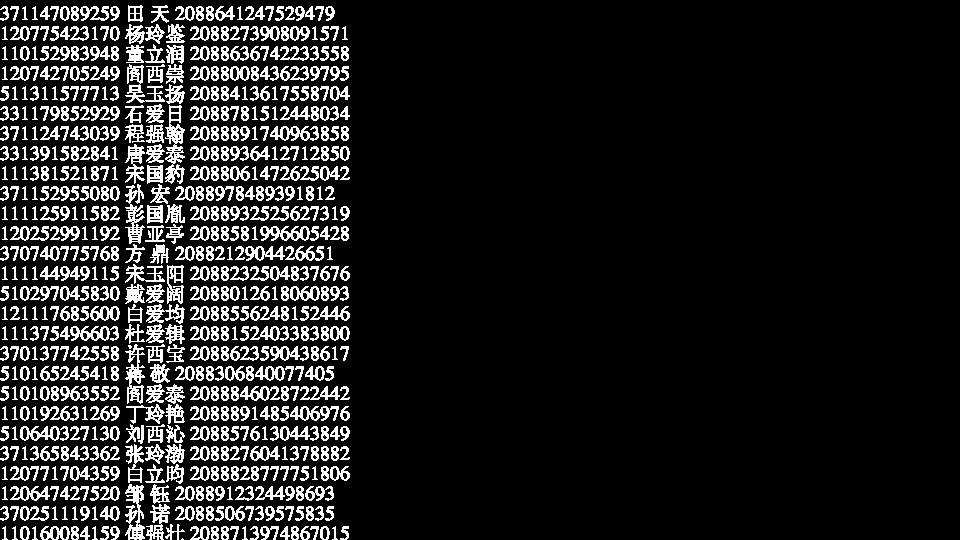 371147089259 田 天 2088641247529479
120775423170 杨玲鉴 2088273908091571
110152983948 董立润 2088636742233558
120742705249 阎西崇 2088008436239795
511311577713 吴玉扬 2088413617558704
331179852929 石爱日 2088781512448034
371124743039 程强翰 2088891740963858
331391582841 唐爱泰 2088936412712850
111381521871 宋国豹 2088061472625042
371152955080 孙 宏 2088978489391812
111125911582 彭国胤 2088932525627319
120252991192 曹亚亭 2088581996605428
370740775768 方 鼎 2088212904426651
111144949115 宋玉阳 2088232504837676
510297045830 戴爱阔 2088012618060893
121117685600 白爱均 2088556248152446
111375496603 杜爱辑 2088152403383800
370137742558 许西宝 2088623590438617
510165245418 蒋 敬 2088306840077405
510108963552 阎爱泰 2088846028722442
110192631269 丁玲艳 2088891485406976
510640327130 刘西沁 2088576130443849
371365843362 张玲渤 2088276041378882
120771704359 白立昀 2088828777751806
120647427520 邹 钰 2088912324498693
370251119140 孙 诺 2088506739575835
110160084159 傅强壮 2088713974867015